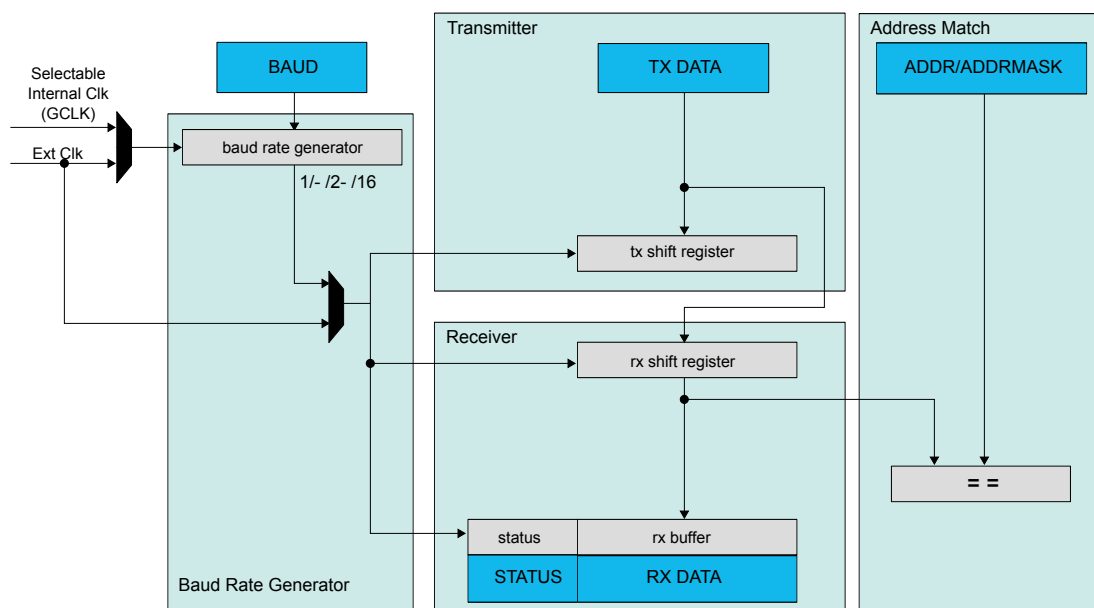 Transmitter
Address Match
BAUD
TX DATA
ADDR/ADDRMASK
Selectable
Internal Clk
(GCLK)
Ext Clk
baud rate generator
1/- /2- /16
tx shift register
Receiver
rx shift register
= =
status
rx buffer
STATUS
RX DATA
Baud Rate Generator